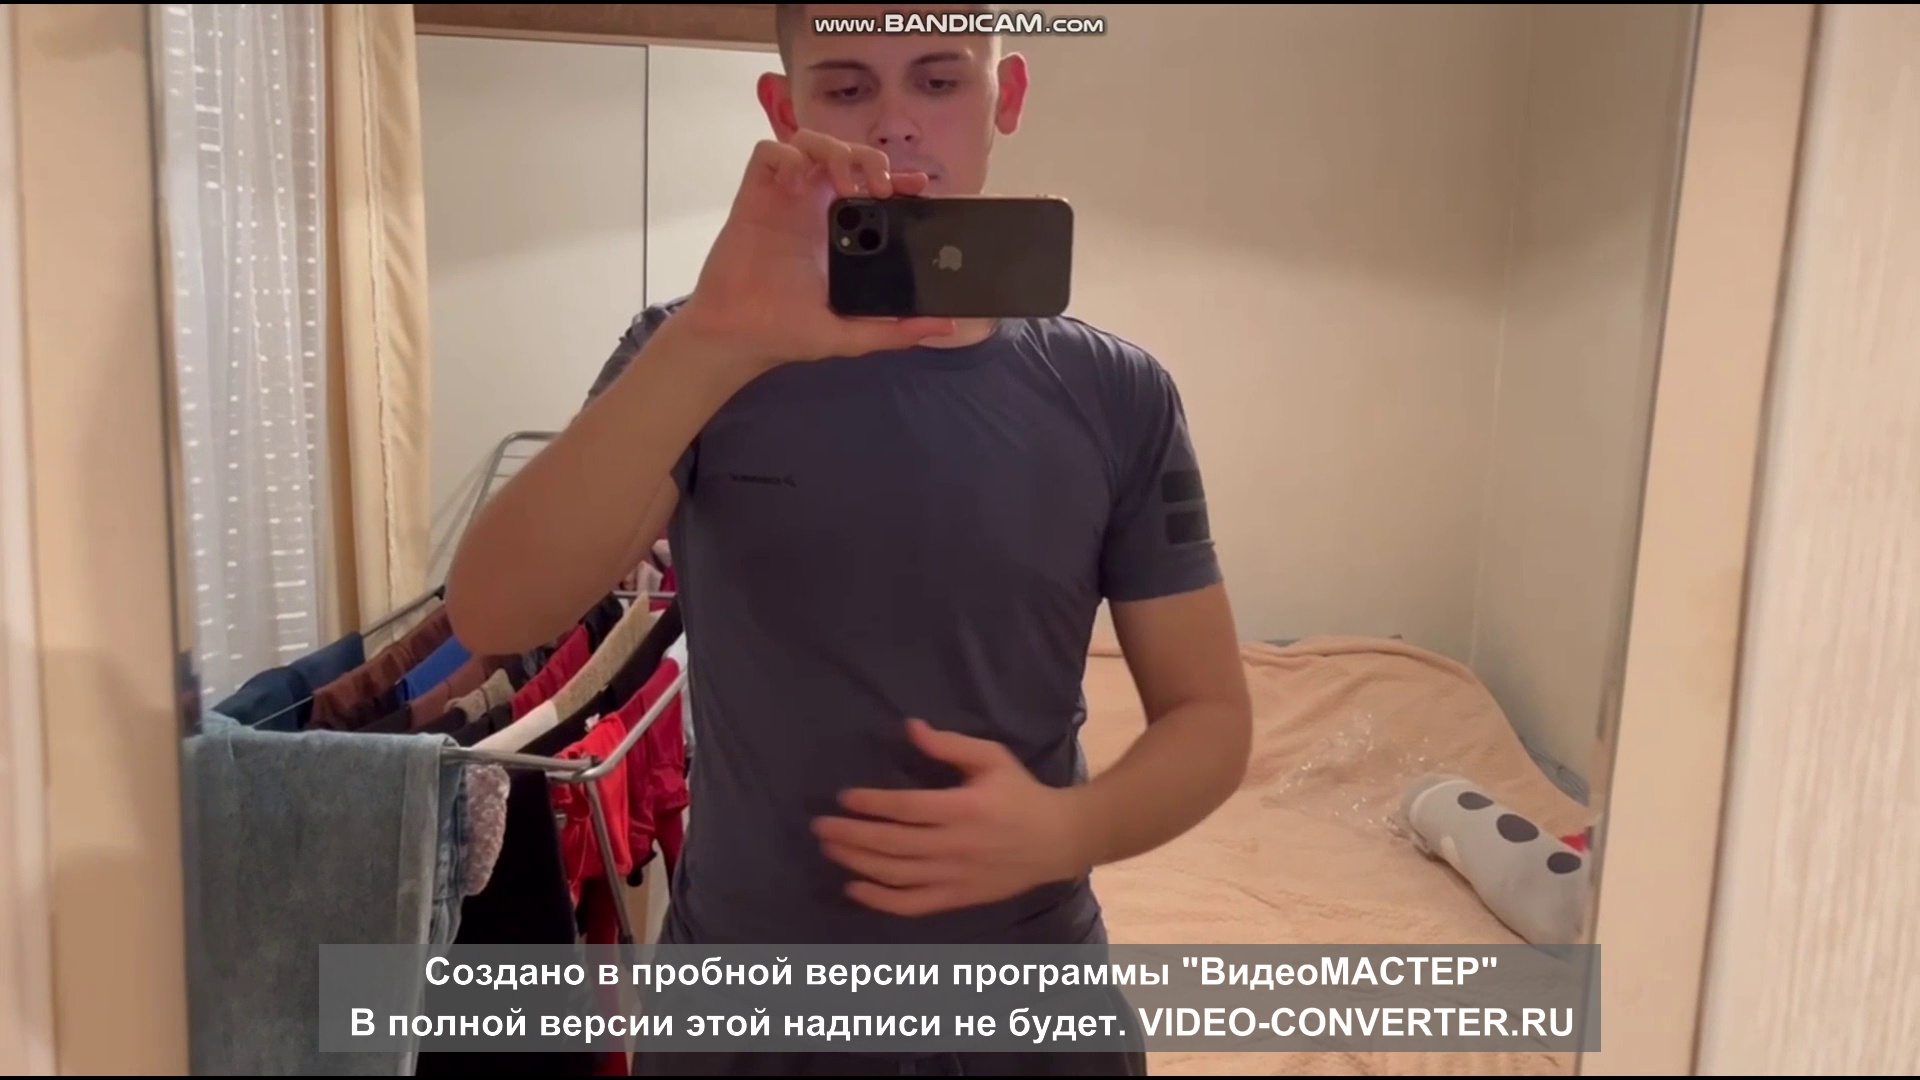 www.BANDICAM.com
Создано в пробной версии программы "ВидеоМАСТЕР"
В полной версии этой надписи не будет. VIDEO-CONVERTER.RU